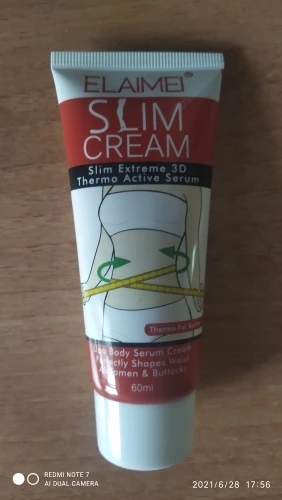 ELAIMEI®
SLIM
CREAM
Slim Extreme 3D
Thermo Active Serum
Thermo Fat
Body Serum Cream
Perfectly Shapes Waist
Abdomen & Buttocks
60ml
REDMI NOTE 7
AI DUAL CAMERA
2021/6/28 17:56